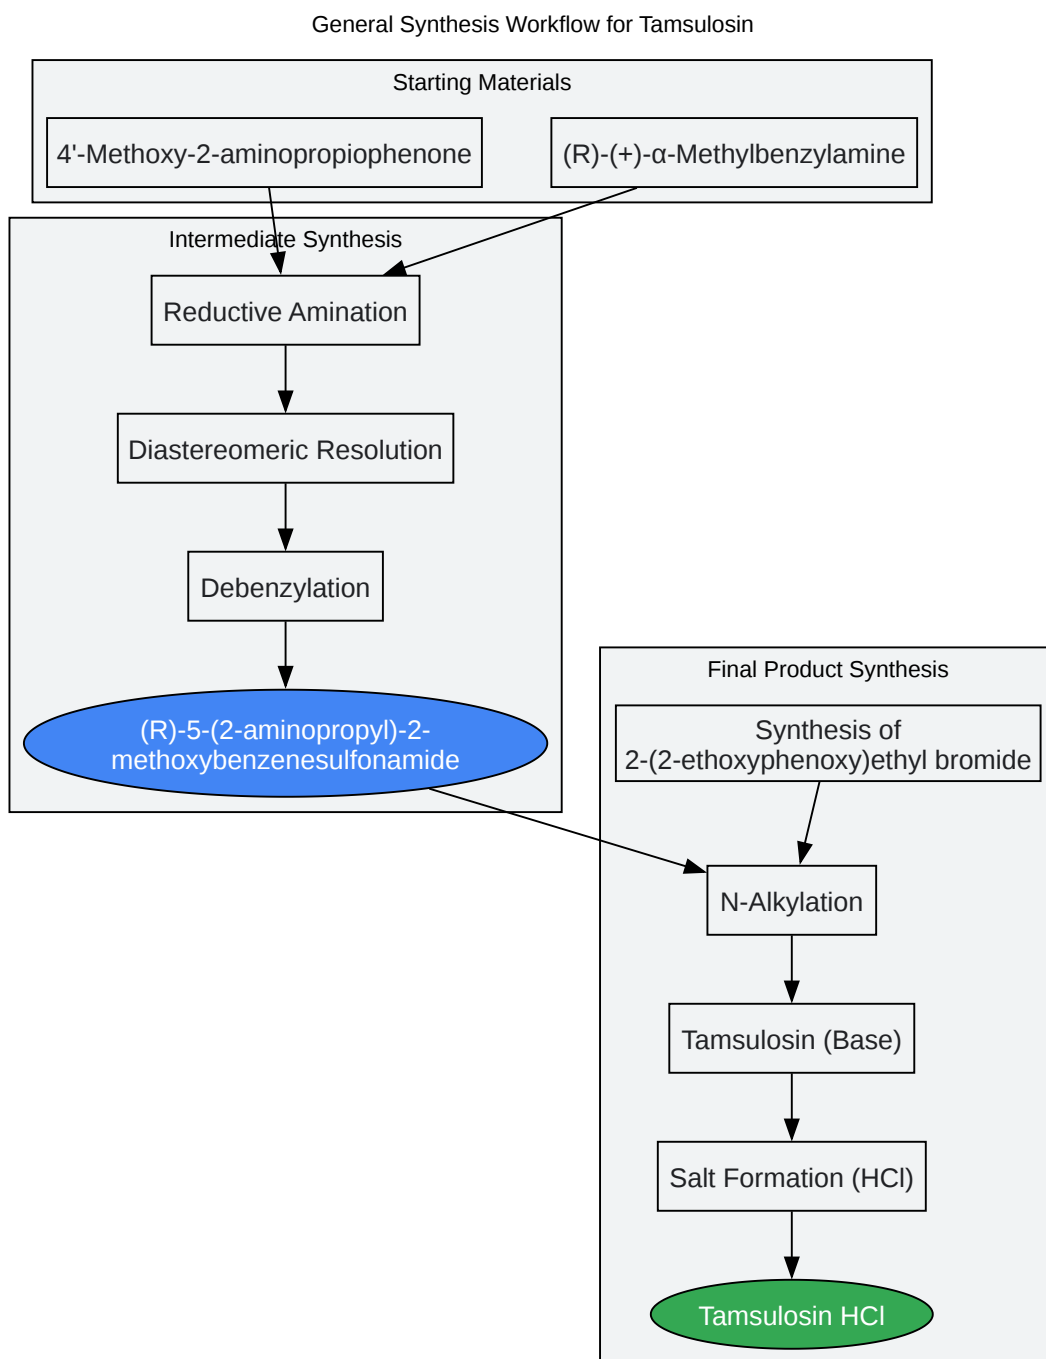 General Synthesis Workflow for Tamsulosin
Starting Materials
4'-Methoxy-2-aminopropiophenone
(R)-(+)-α-Methylbenzylamine
Intermediate Synthesis
Reductive Amination
Diastereomeric Resolution
Debenzylation
(R)-5-(2-aminopropyl)-2-
methoxybenzenesulfonamide
Final Product Synthesis
Synthesis of
2-(2-ethoxyphenoxy)ethyl bromide
N-Alkylation
Tamsulosin (Base)
Salt Formation (HCl)
Tamsulosin HCl